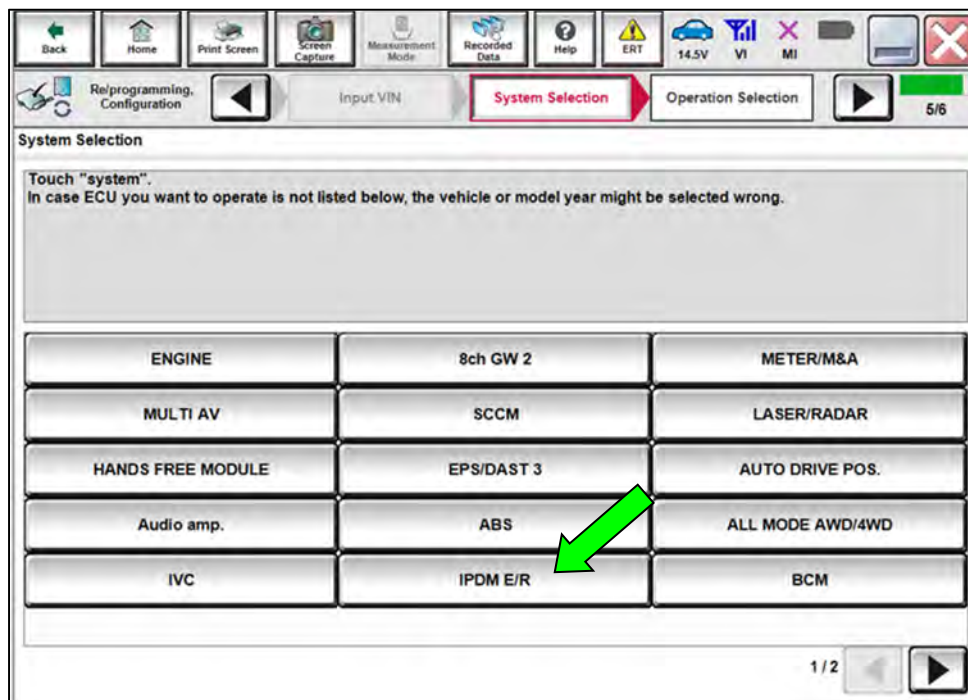 Back
Home
Print Screen
Screen
Capture
Measurement
Mode
Recorded
Data
Help
ERT
14.5V
VI
MI
Re/programming,
Configuration
Input VIN
System Selection
Operation Selection
5/6
System Selection
Touch "system".
In case ECU you want to operate is not listed below, the vehicle or model year might be selected wrong.
ENGINE
8ch GW 2
METER/M&A
MULTI AV
SCCM
LASER/RADAR
HANDS FREE MODULE
EPS/DAST 3
AUTO DRIVE POS.
Audio amp.
ABS
ALL MODE AWD/4WD
IVC
IPDM E/R
BCM
1 / 2